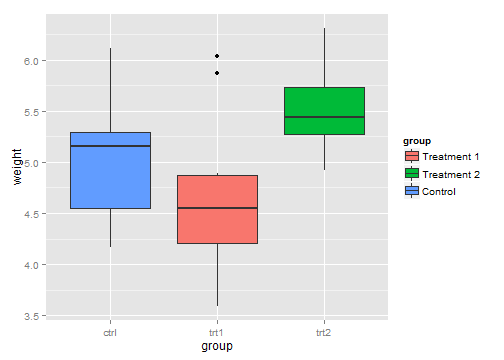 6.0
5.5
5.0
4.5
4.0
3.5
weight
ctrl
trt1
trt2
group
group
Treatment 1
Treatment 2
Control